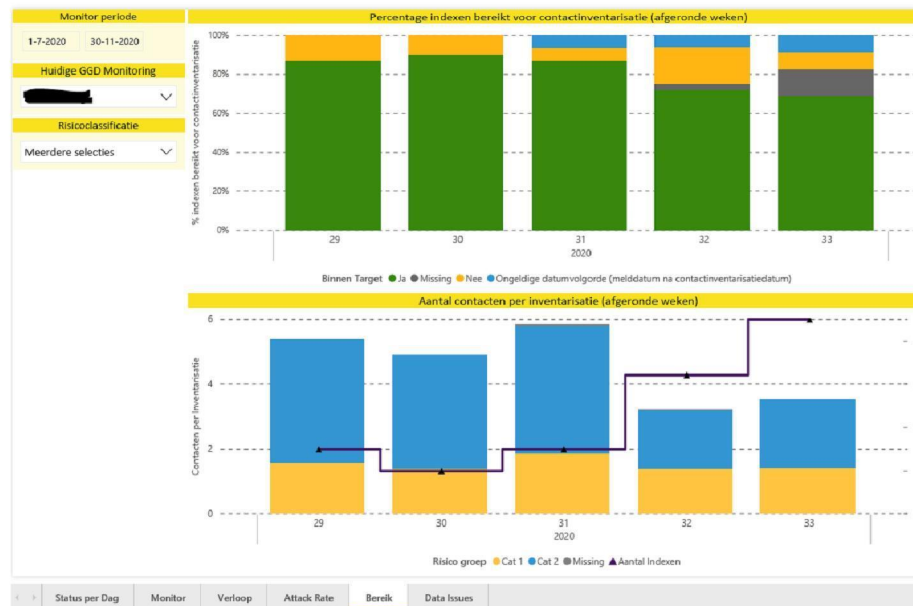 Monitor periode
1-7-2020 30-11-2020
Huidige GGD Monitoring
Risicoclassificatie
Meerdere selecties
Percentage indexen bereikt voor contactinventarisatie (afgeronde weken)
% indexen bereikt voor contactinventarisatie
100%
80%
60%
40%
20%
0%
29 30 31 32 33
2020
Binnen Target Ja Missing Nee Ongeldige datumvolgorde (melddatum na contactinventarisatiedatum)
Aantal contacten per inventarisatie (afgeronde weken)
Contacten per inventarisatie
6
4
2
0
29 30 31 32 33
2020
Risico groep Cat 1 Cat 2 Missing Aantal Indexen
Status per Dag Monitor Verloop Attack Rate Bereik Data Issues